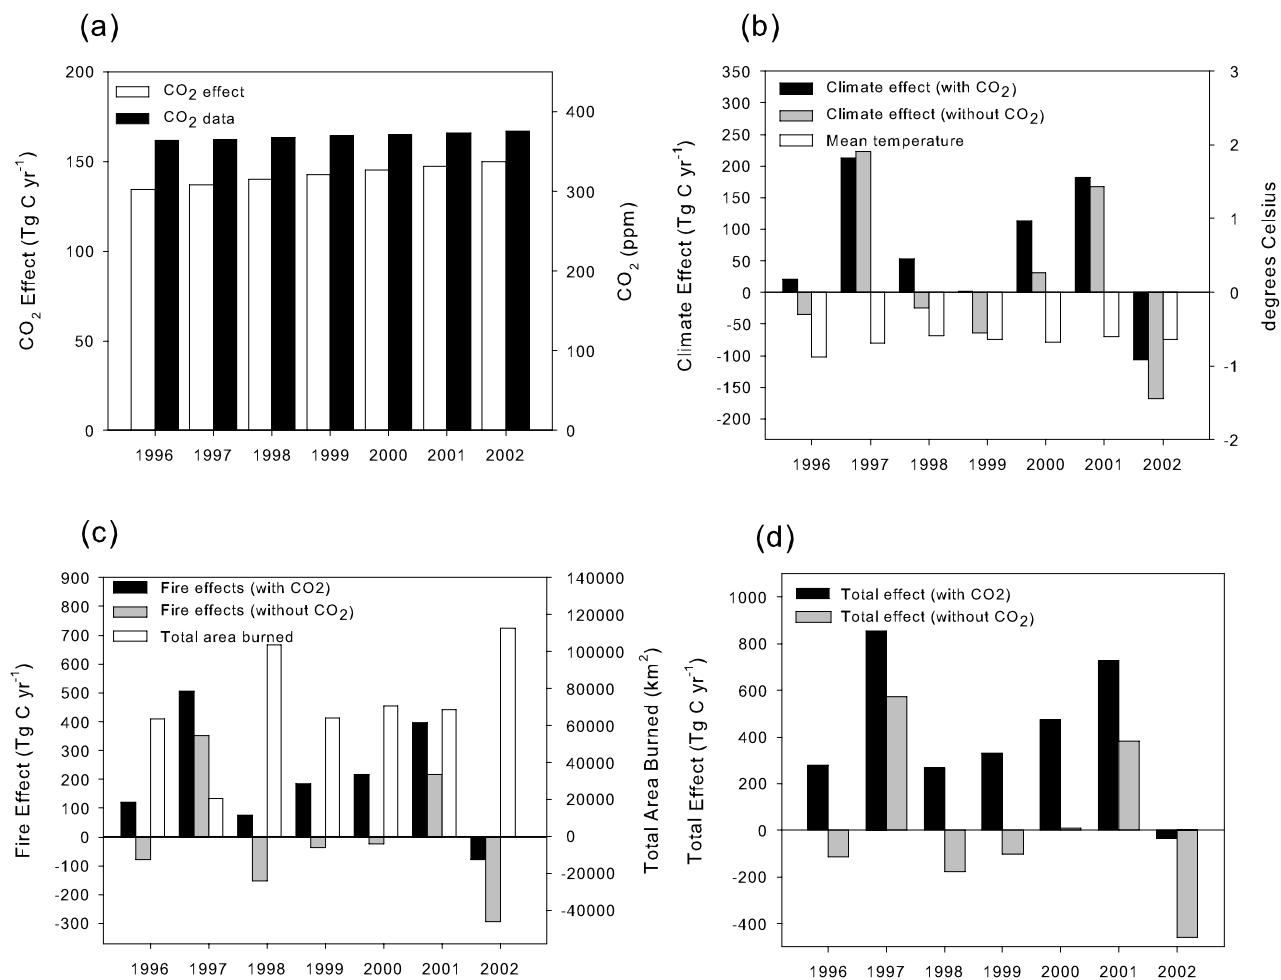 (a)
200
150
100
50
0
CO2 Effect (Tg C yr-1)
CO2 effect
CO2 data
400
300
200
100
0
CO2 (ppm)
1996 1997 1998 1999 2000 2001 2002
(b)
350
300
250
200
150
100
50
0
-50
-100
-150
-200
Climate Effect (Tg C yr-1)
Climate effect (with CO2)
Climate efftect (without CO2)
Mean temperature
3
2
1
0
-1
-2
degrees Celsius
1996 1997 1998 1999 2000 2001 2002
(c)
900
800
700
600
500
400
300
200
100
0
-100
-200
-300
Fire Effect (Tg C yr-1)
Fire effects (with CO2)
Fire effects (without CO2)
Total area burned
140000
120000
100000
80000
60000
40000
20000
0
-20000
-40000
Total Area Burned (km2)
1996 1997 1998 1999 2000 2001 2002
(d)
1000
800
600
400
200
0
-200
-400
Total Effect (Tg C yr-1)
Total effect (with CO2)
Total effect (without CO2)
1996 1997 1998 1999 2000 2001 2002